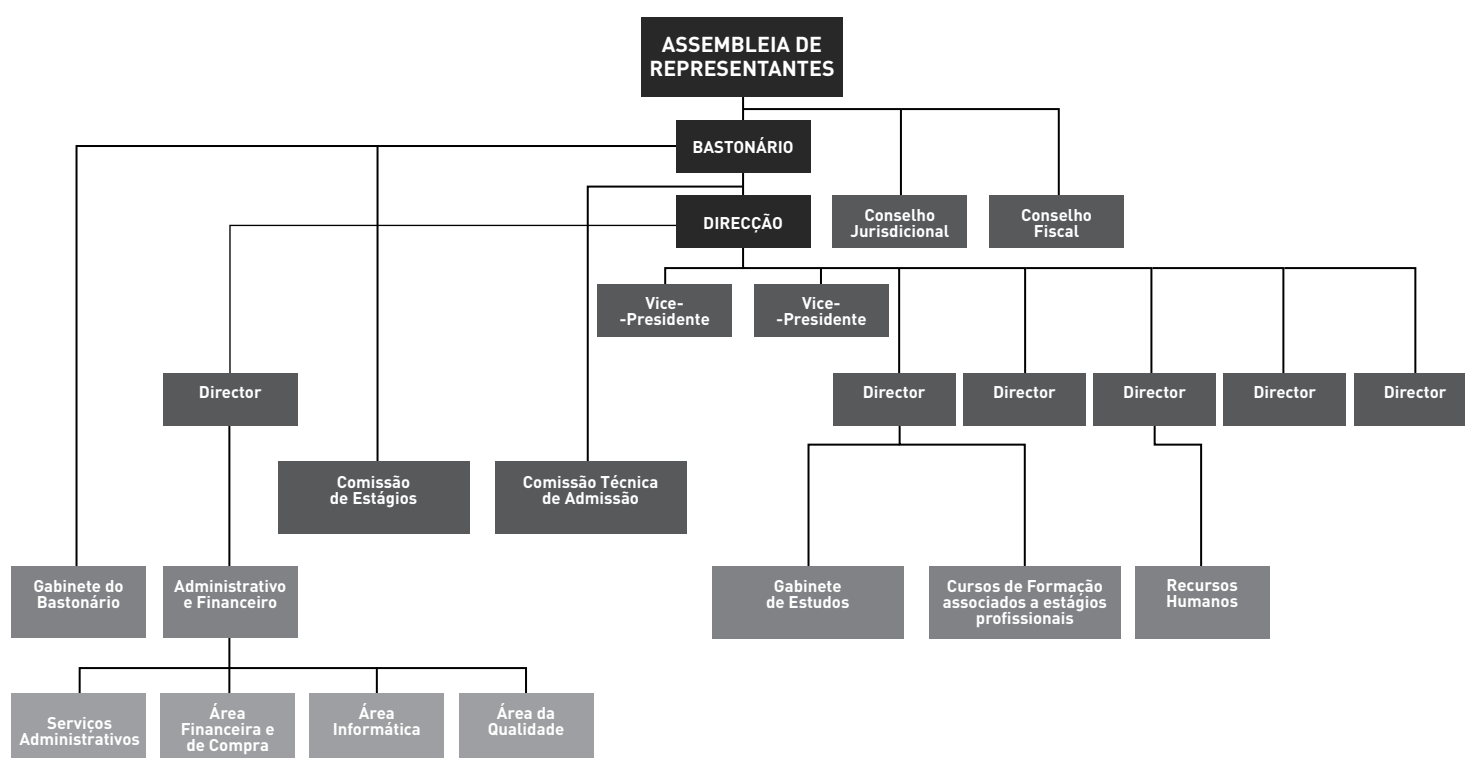 ASSEMBLEIA DE
REPRESENTANTES
BASTONÁRIO
DIRECÇÃO
Conselho
Jurisdicional
Conselho
Fiscal
Vice-
-Presidente
Vice-
-Presidente
Director
Director
Director
Director
Director
Director
Comissão
de Estágios
Comissão Técnica
de Admissão
Gabinete do
Bastonário
Administrativo
e Financeiro
Gabinete
de Estudos
Cursos de Formação
associados a estágios
profissionais
Recursos
Humanos
Serviços
Administrativos
Área
Financeira e
de Compra
Área
Informática
Área da
Qualidade